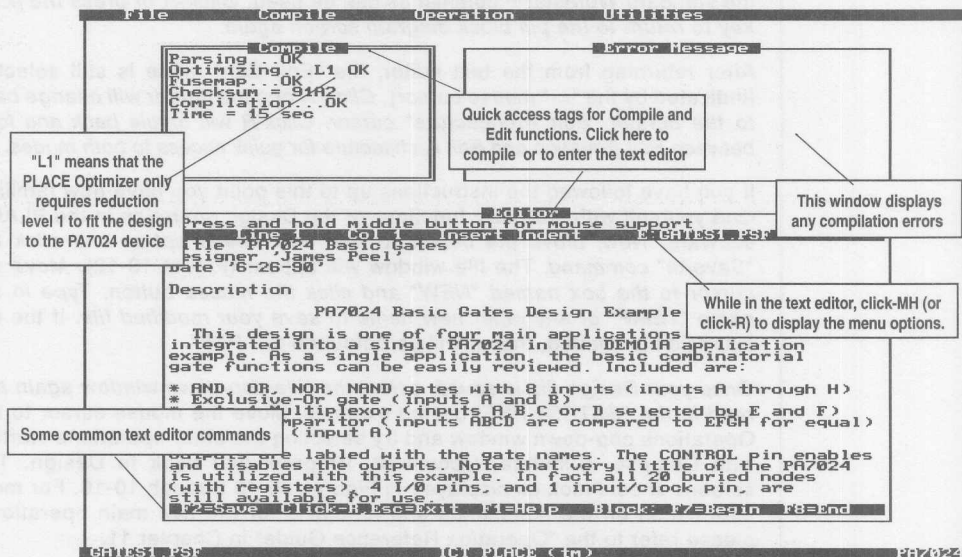 File Compile Operation Utilities
Compile
Parsing...OK
Optimizing..L1 OK
Fusemap...OK
Checksum = 91A2
Compilation...OK
Time = 15 sec
Error Message
Quick access tags for Compile and
Edit functions. Click here to
compile or to enter the text editor
"L1" means that the
PLACE Optimizer only
requires reduction
level 1 to fit the design
to the PA7024 device
This window displays
any compilation errors
Editor
Press and hold middle button for mouse support
Line 1 Col 1 Insert Indent
Title 'PA7024 Basic Gates'
Designer 'James Peel'
Date '6-26-90'
Description
PA7024 Basic Gates Design Example
While in the text editor, click-MH (or
click-R) to display the menu options.
This design is one of four designs that are
integrated into a single PA7024 in the DEMO1A application
example. As a single application, the basic combinatorial
gate functions can be easily reviewed. Included are:
* AND, OR, NOR, NAND gates with 8 inputs (inputs A through H)
* Exclusive-Or gate (inputs A and B)
ltiplexor (inputs A,B,C or D selected by E and F)
mparitor (inputs ABCD are compared to EFGH for equal)
(input A)
Some common text editor commands
are labled with the gate names. The CONTROL pin enables
and disables the outputs. Note that very little of the PA7024
is utilized with this example. In fact all 20 buried nodes
(with registers), 4 I/O pins, and 1 input/clock pin, are
still available for use.
F2=Save Click-R,Esc=Exit F1=Help Block: F7=Begin F8=End
GATES1.PSF ICT PLACE (tm) PA7024